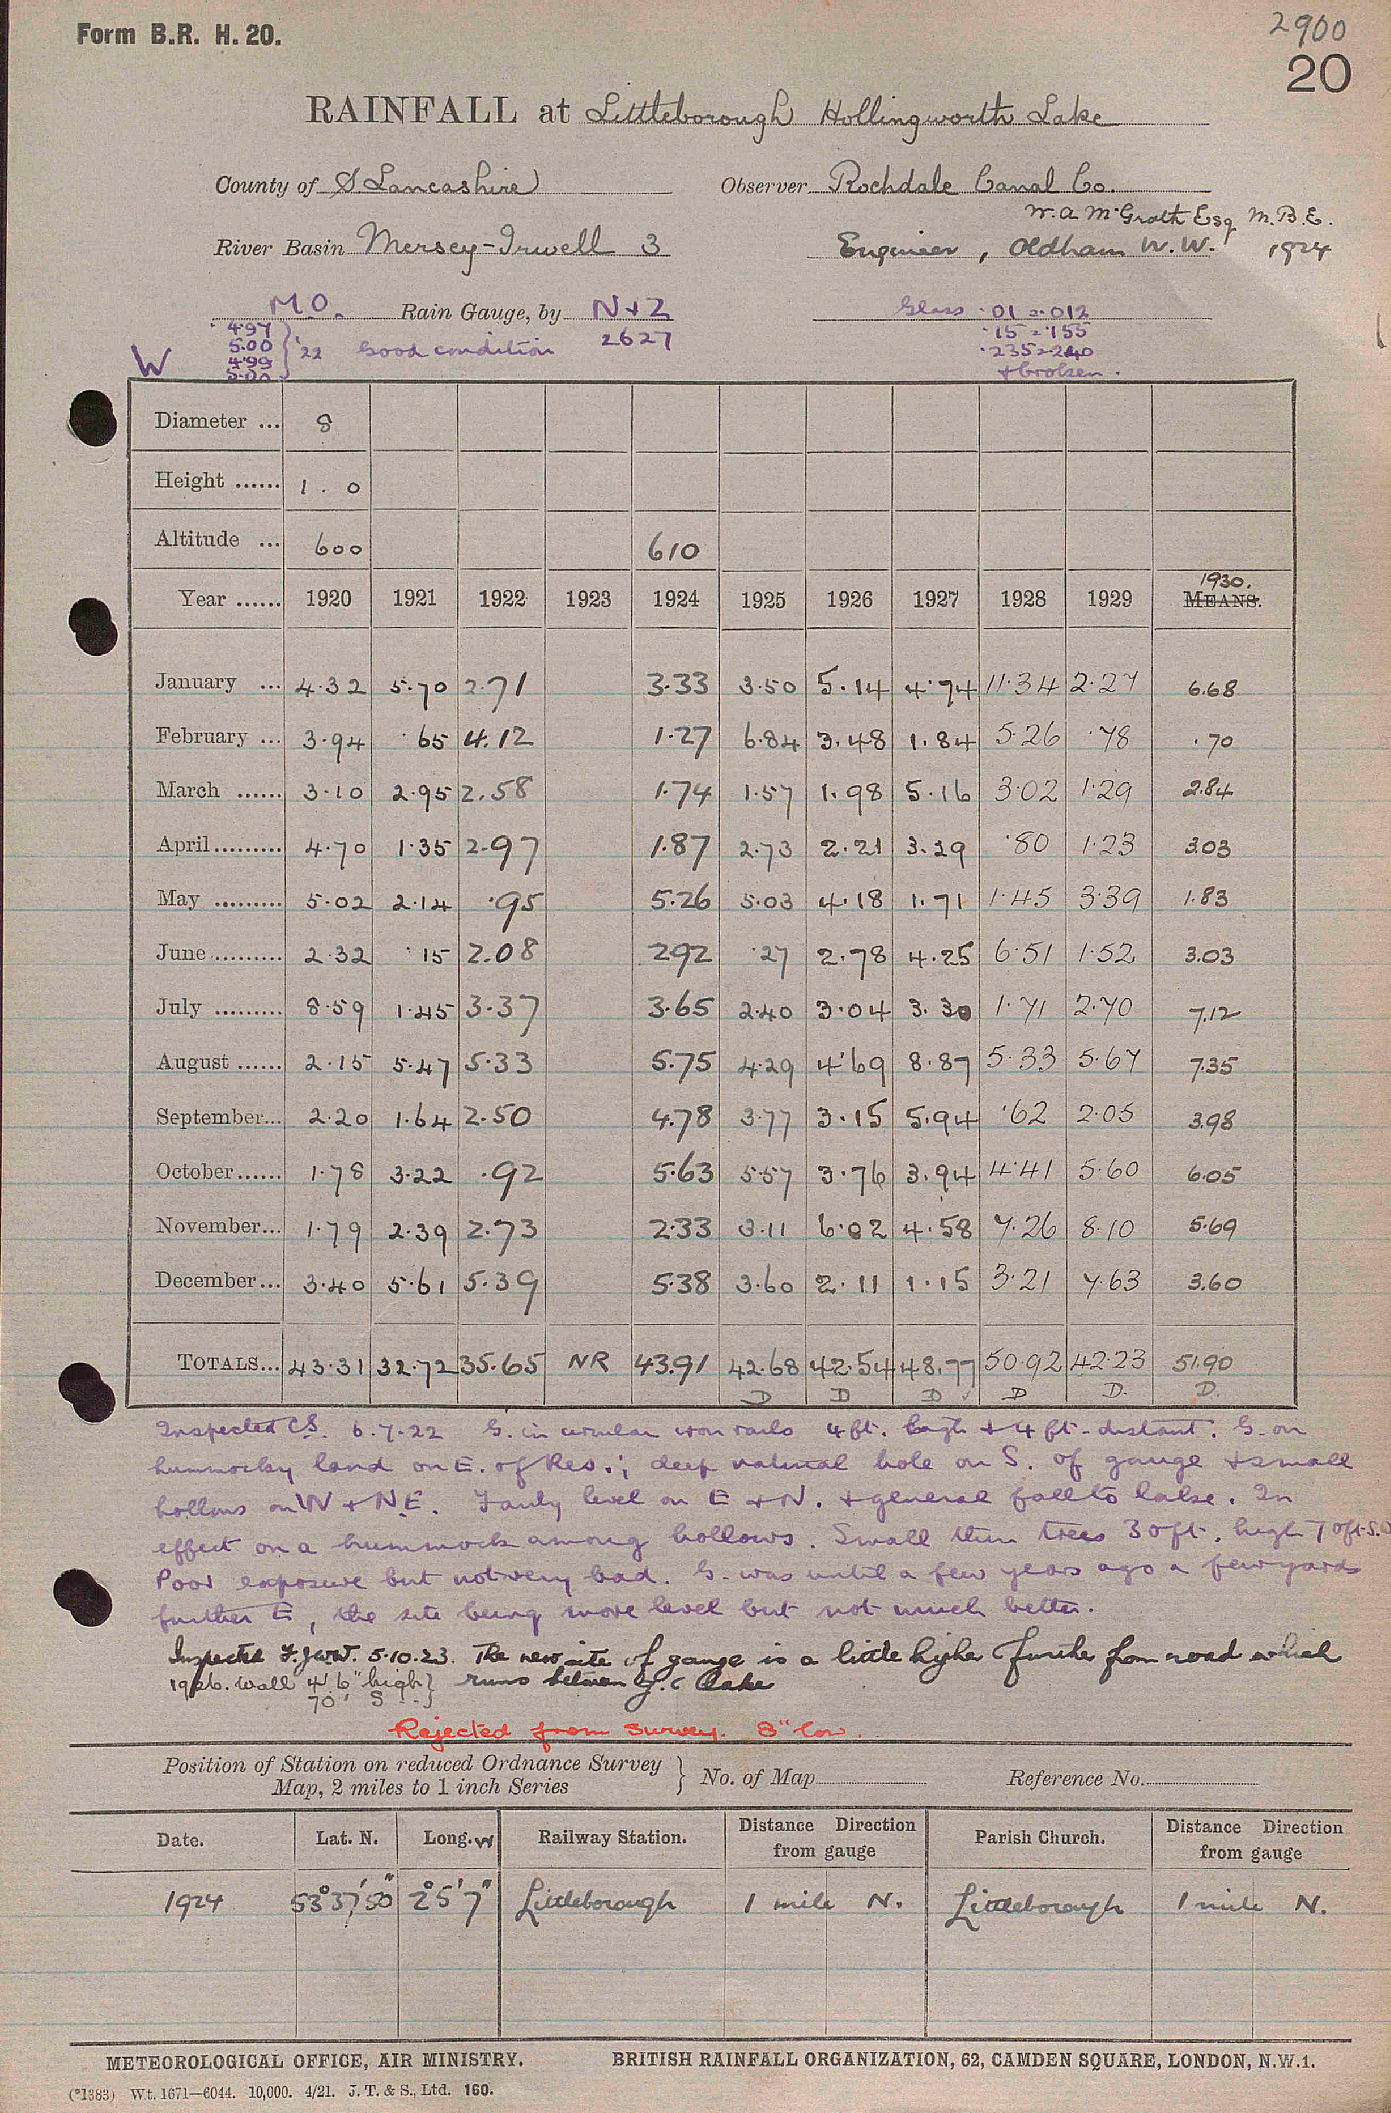 Form B.R. H. 20.
2900
20
RAINFALL at Littleborough Hollingworth Lake
County of S Lancashire Observer Rochdale Canal Co.
W. A. McGrath Esq M.B.E.
River Basin Mersey-Irwell 3 Engineer, Oldham W.W. 1924
M.O. Rain Gauge, by N+Z Glass .01 = .012
4.97 2627 .15 = .155
5.00 '22 Good condition .235 = 240
W 4.99 + broken.
5.00
Diameter ... 8
Height ...... 1 . 0
Altitude ... 600 610
Year ...... 1920 1921 1922 1923 1924 1925 1926 1927 1928 1929 1930. MEANS.
January ... 4.32 5.70 2.71 3.33 3.50 5.14 4.74 11.34 2.27 6.68
February ... 3.94 .65 4.12 1.27 6.84 3.48 1.84 5.26 .78 .70
March ...... 3.10 2.95 2.58 1.74 1.57 1.98 5.16 3.02 1.29 2.84
April......... 4.70 1.35 2.97 1.87 2.73 2.21 3.29 .80 1.23 3.03
May ......... 5.02 2.14 .95 5.26 5.03 4.18 1.71 1.45 3.39 1.83
June ......... 2.32 .15 2.08 2.92 .27 2.78 4.25 6.51 1.52 3.03
July ......... 8.59 1.45 3.37 3.65 2.40 3.04 3.30 1.71 2.70 7.12
August ...... 2.15 5.47 5.33 5.75 4.29 4.69 8.87 5.33 5.67 7.35
September... 2.20 1.64 2.50 4.78 3.77 3.15 5.94 .62 2.05 3.98
October...... 1.78 3.22 .92 5.63 5.57 3.76 3.94 4.41 5.60 6.05
November... 1.79 2.39 2.73 2.33 3.11 6.02 4.58 7.26 8.10 5.69
December... 3.40 5.61 5.39 5.38 3.60 2.11 1.15 3.21 7.63 3.60
TOTALS... 43.31 32.72 35.65 NR 43.91 42.68 42.54 48.77 50.92 42.23 51.90
D D D D D. D.
Inspected C.S. 6.7.22 G. in circular iron rails 4 ft. high + 4 ft. distant. G. on
hummocky land on E. of Res.; deep natural hole on S. of gauge + small
hollows on W + NE. Fairly level on E + N. + general fall to lake. In
effect on a hummock among hollows. Small thin trees 30 ft. high 70 ft S.
Poor exposure but not very bad. G. was until a few years ago a few yards
further E, the site being more level but not much better.
Inspected F.J.W.W. 5.10.23. The new site of gauge is a little higher & further from road which
1926. Wall 4' 6" high } runs between g. & lake
70' S }
Rejected from Survey. 8" low.
Position of Station on reduced Ordnance Survey } No. of Map Reference No.
Map, 2 miles to 1 inch Series
Date. Lat. N. Long. W Railway Station. Distance Direction from gauge Parish Church. Distance Direction from gauge
1924 53° 37' 50" 2° 5' 7" Littleborough 1 mile N. Littleborough 1 mile N.
METEOROLOGICAL OFFICE, AIR MINISTRY. BRITISH RAINFALL ORGANIZATION, 62, CAMDEN SQUARE, LONDON, N.W.1.
(*1383) Wt. 1671—6044. 10,000. 4/21. J. T. & S., Ltd. 160.